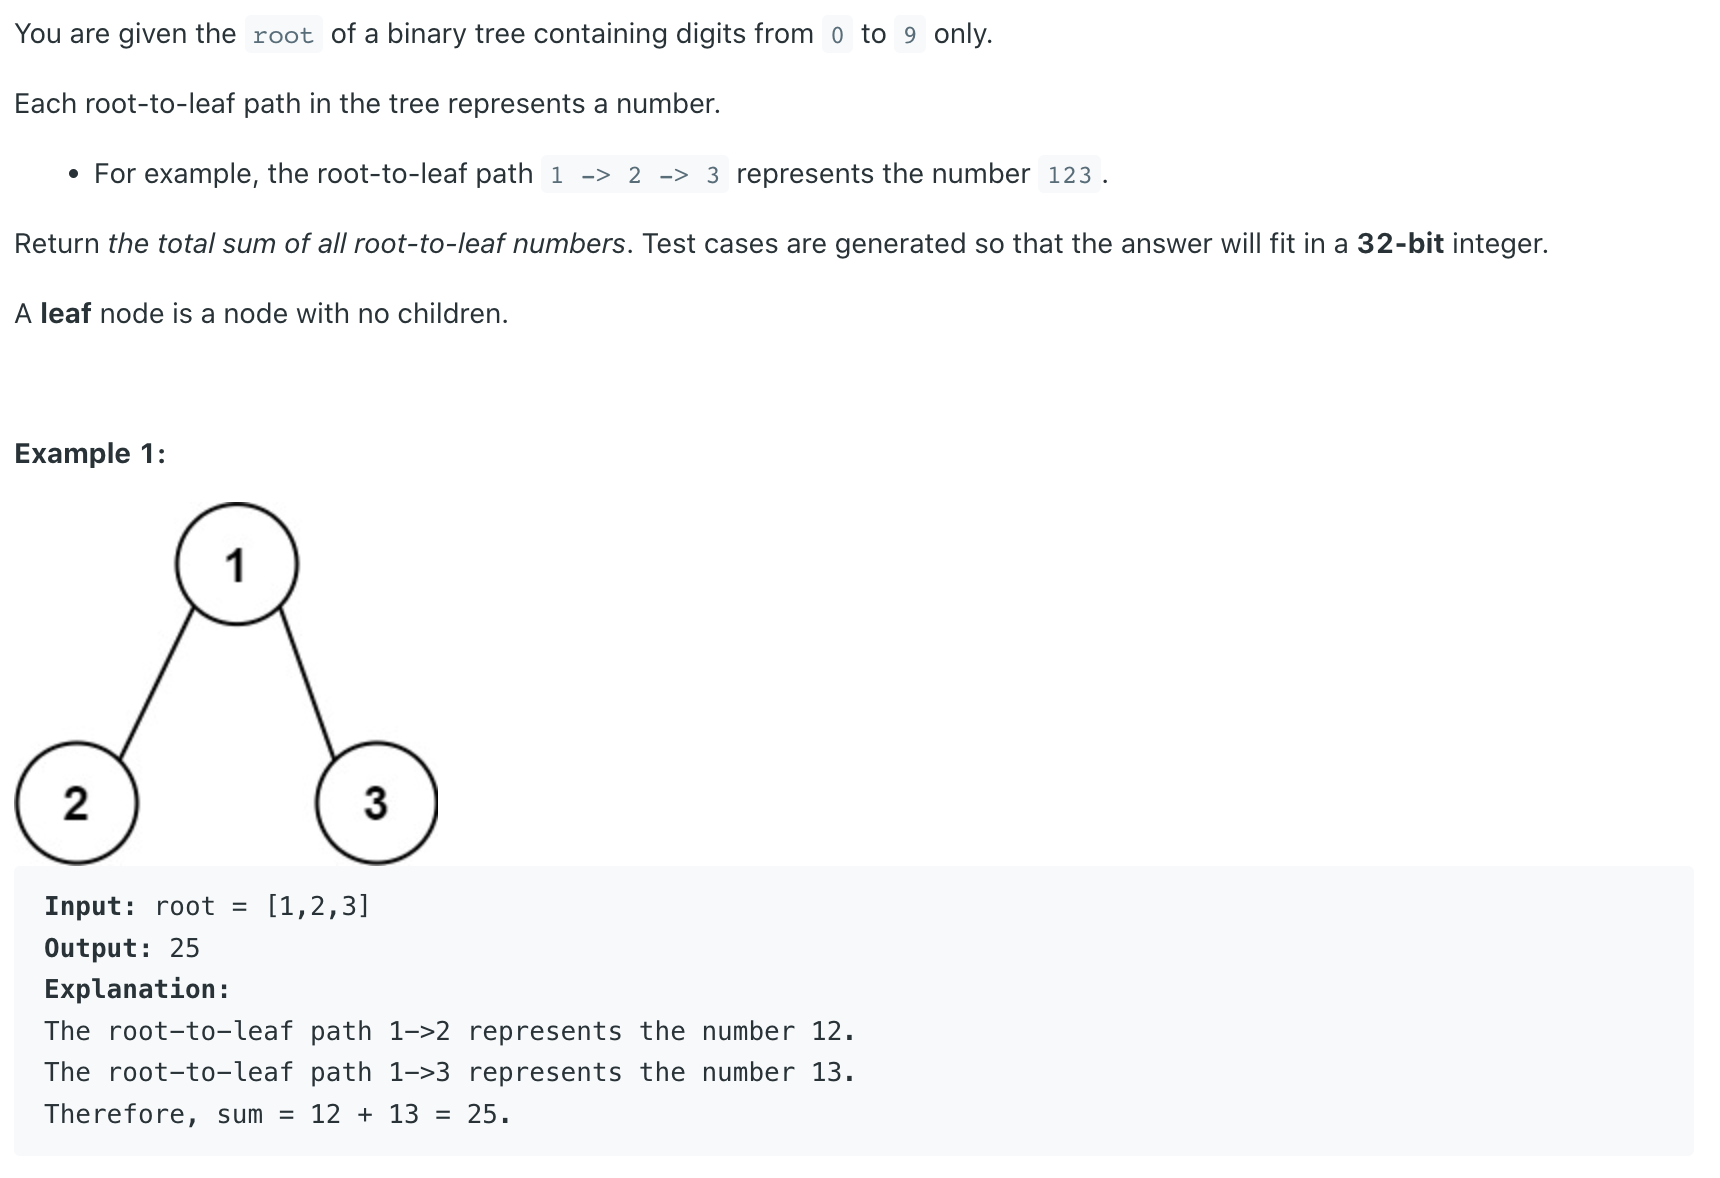 You are given the root of a binary tree containing digits from 0 to 9 only.
Each root-to-leaf path in the tree represents a number.
• For example, the root-to-leaf path 1 -> 2 -> 3 represents the number 123 .
Return the total sum of all root-to-leaf numbers. Test cases are generated so that the answer will fit in a 32-bit integer.
A leaf node is a node with no children.
Example 1:
1
2 3
Input: root = [1,2,3]
Output: 25
Explanation:
The root-to-leaf path 1->2 represents the number 12.
The root-to-leaf path 1->3 represents the number 13.
Therefore, sum = 12 + 13 = 25.